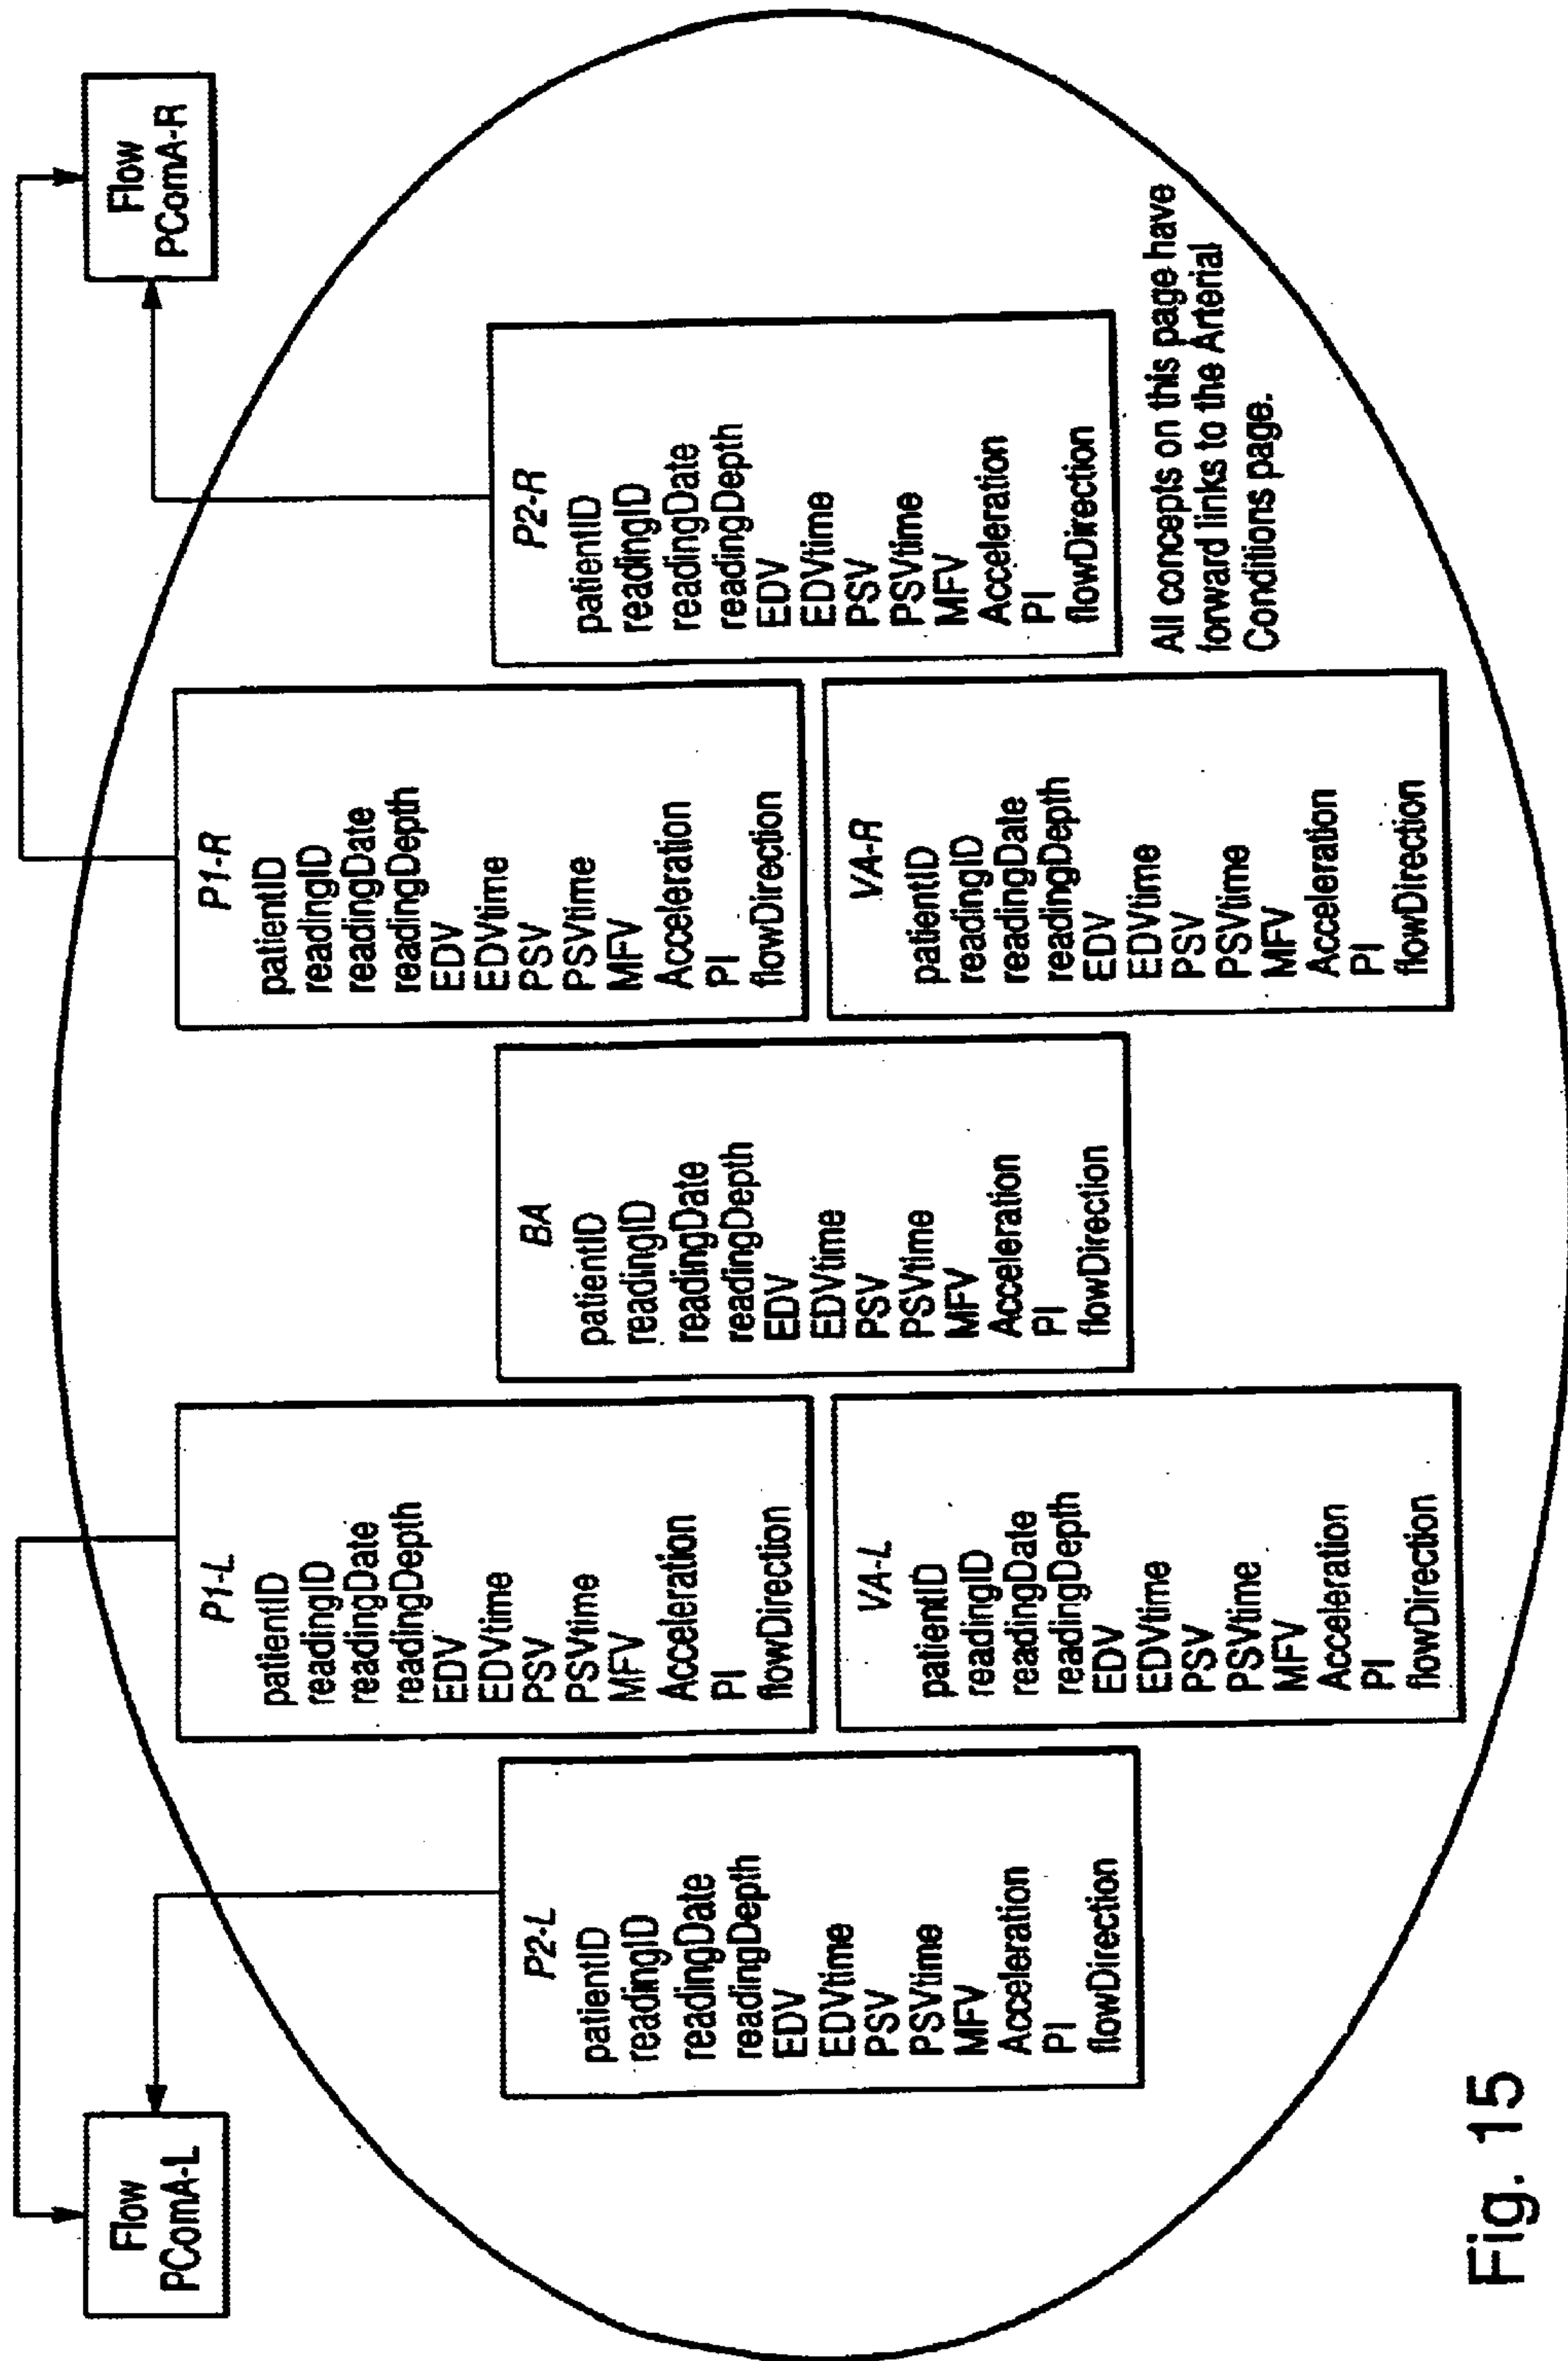 Flow
PComA-L
Flow
PComA-R
P2-L
patientID
readingID
readingDate
readingDepth
EDV
EDVtime
PSV
PSVtime
MFV
Acceleration
PI
flowDirection
P1-L
patientID
readingID
readingDate
readingDepth
EDV
EDVtime
PSV
PSVtime
MFV
Acceleration
PI
flowDirection
VA-L
patientID
readingID
readingDate
readingDepth
EDV
EDVtime
PSV
PSVtime
MFV
Acceleration
PI
flowDirection
BA
patientID
readingID
readingDate
readingDepth
EDV
EDVtime
PSV
PSVtime
MFV
Acceleration
PI
flowDirection
P1-R
patientID
readingID
readingDate
readingDepth
EDV
EDVtime
PSV
PSVtime
MFV
Acceleration
PI
flowDirection
VA-R
patientID
readingID
readingDate
readingDepth
EDV
EDVtime
PSV
PSVtime
MFV
Acceleration
PI
flowDirection
P2-R
patientID
readingID
readingDate
readingDepth
EDV
EDVtime
PSV
PSVtime
MFV
Acceleration
PI
flowDirection
All concepts on this page have
forward links to the Arterial
Conditions page.
Fig. 15